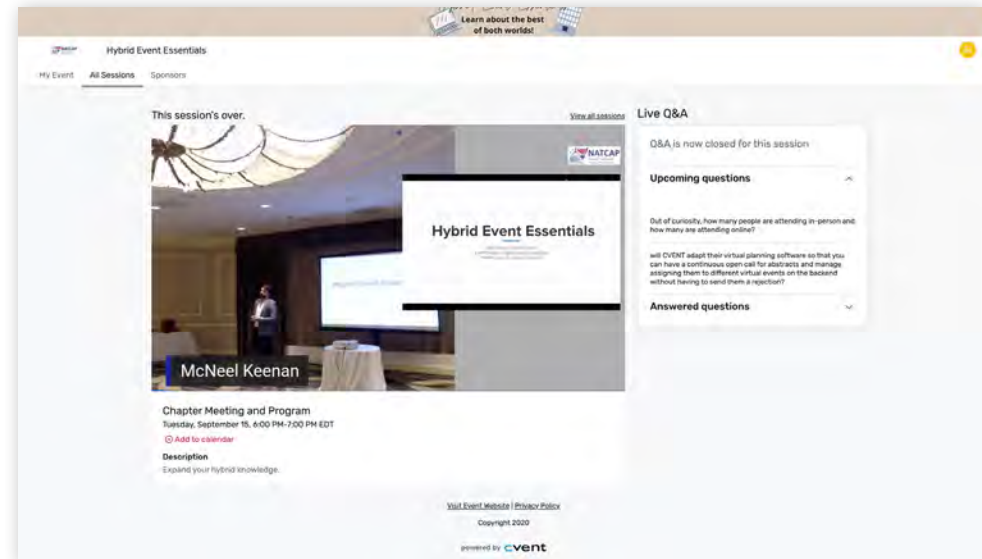 Learn about the best
of both worlds!
NATCAP
Hybrid Event Essentials
My Event All Sessions Sponsors
This session's over.
View all sessions
NATCAP
Hybrid Event Essentials
McNeel Keenan
Chapter Meeting and Program
Tuesday, September 15, 6:00 PM-7:00 PM EDT
Add to calendar
Description
Expand your hybrid knowledge.
Live Q&A
Q&A is now closed for this session
Upcoming questions
Out of curiosity, how many people are attending in-person and
how many are attending online?
will CVENT adapt their virtual planning software so that you
can have a continuous open call for abstracts and manage
assigning them to different virtual events on the backend
without having to send them a rejection?
Answered questions
Visit Event Website | Privacy Policy
Copyright 2020
powered by cvent